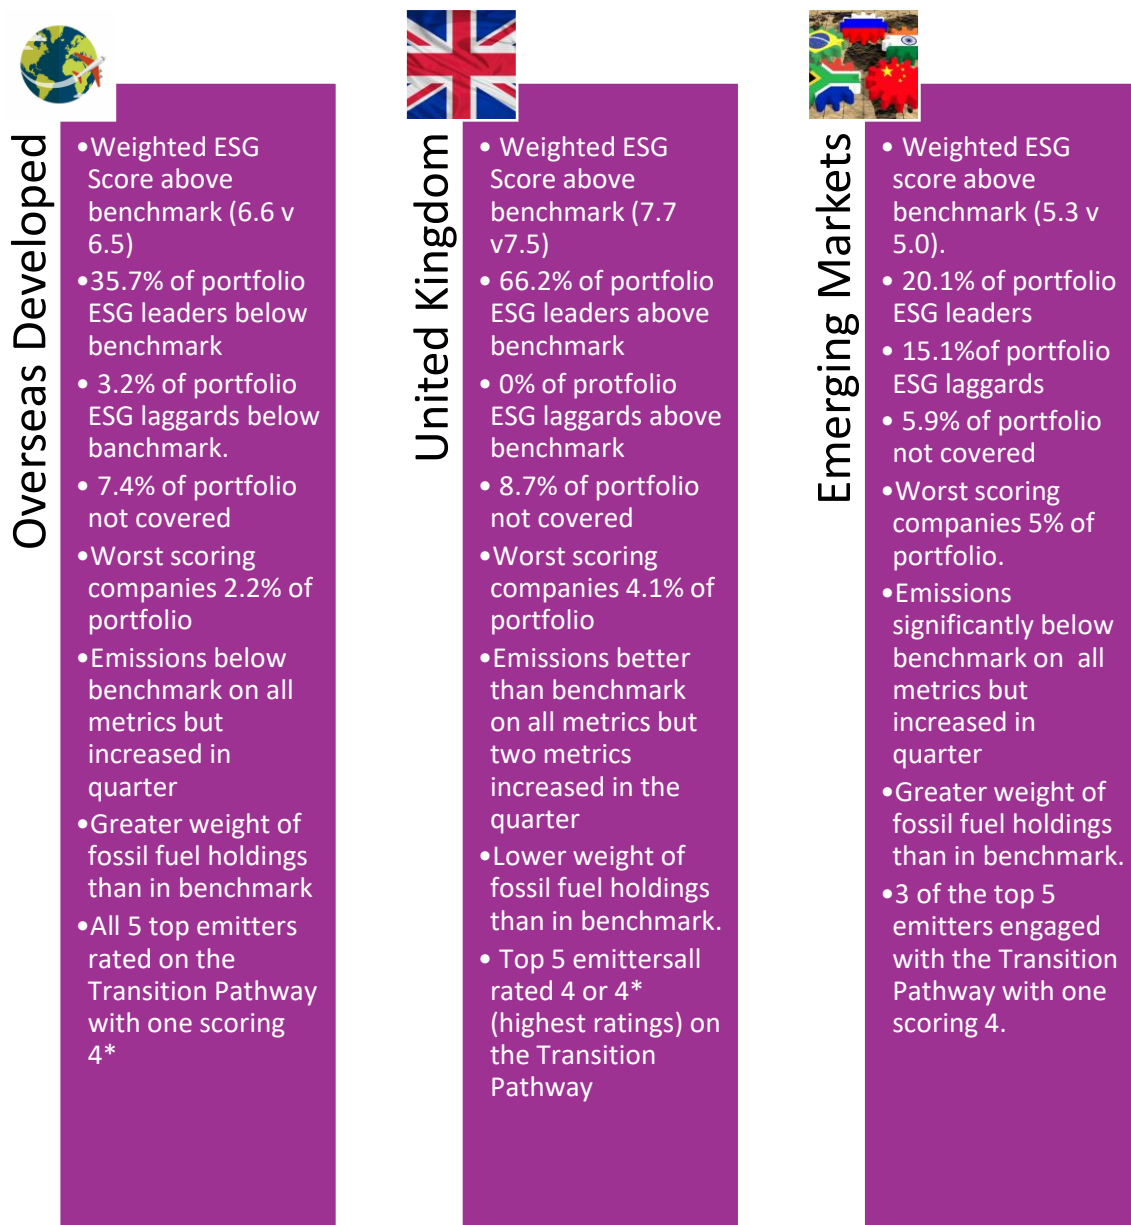 Overseas Developed
•Weighted ESG
Score above
benchmark (6.6 v
6.5)
•35.7% of portfolio
ESG leaders below
benchmark
• 3.2% of portfolio
ESG laggards below
banchmark.
• 7.4% of portfolio
not covered
•Worst scoring
companies 2.2% of
portfolio
•Emissions below
benchmark on all
metrics but
increased in
quarter
•Greater weight of
fossil fuel holdings
than in benchmark
•All 5 top emitters
rated on the
Transition Pathway
with one scoring
4*
United Kingdom
• Weighted ESG
Score above
benchmark (7.7
v7.5)
• 66.2% of portfolio
ESG leaders above
benchmark
• 0% of protfolio
ESG laggards above
benchmark
• 8.7% of portfolio
not covered
•Worst scoring
companies 4.1% of
portfolio
•Emissions better
than benchmark
on all metrics but
two metrics
increased in the
quarter
•Lower weight of
fossil fuel holdings
than in benchmark.
• Top 5 emittersall
rated 4 or 4*
(highest ratings) on
the Transition
Pathway
Emerging Markets
• Weighted ESG
score above
benchmark (5.3 v
5.0).
• 20.1% of portfolio
ESG leaders
• 15.1%of portfolio
ESG laggards
• 5.9% of portfolio
not covered
•Worst scoring
companies 5% of
portfolio.
•Emissions
significantly below
benchmark on  all
metrics but
increased in
quarter
•Greater weight of
fossil fuel holdings
than in benchmark.
•3 of the top 5
emitters engaged
with the Transition
Pathway with one
scoring 4.